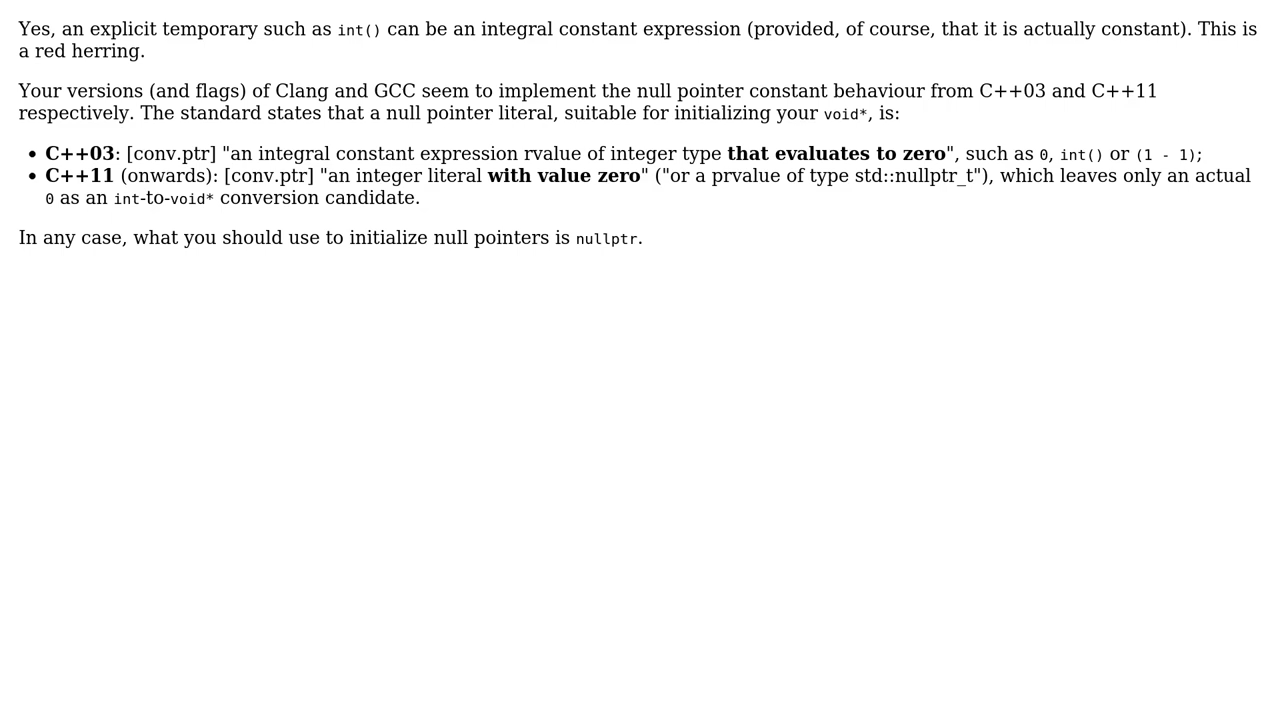 Yes, an explicit temporary such as int() can be an integral constant expression (provided, of course, that it is actually constant). This is
a red herring.
Your versions (and flags) of Clang and GCC seem to implement the null pointer constant behaviour from C++03 and C++11
respectively. The standard states that a null pointer literal, suitable for initializing your void*, is:
• C++03: [conv.ptr] "an integral constant expression rvalue of integer type that evaluates to zero", such as 0, int() or (1 - 1);
• C++11 (onwards): [conv.ptr] "an integer literal with value zero" ("or a prvalue of type std::nullptr_t"), which leaves only an actual
0 as an int-to-void* conversion candidate.
In any case, what you should use to initialize null pointers is nullptr.